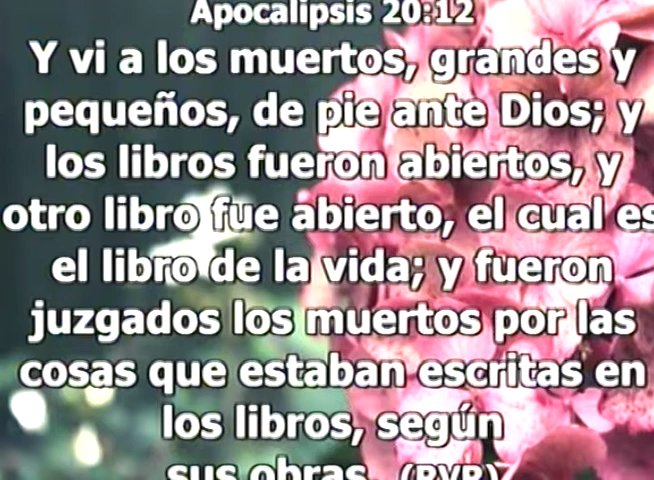 Apocalipsis 20:12
Y vi a los muertos, grandes y
pequeños, de pie ante Dios; y
los libros fueron abiertos, y
otro libro fue abierto, el cual es
el libro de la vida; y fueron
juzgados los muertos por las
cosas que estaban escritas en
los libros, según
sus obras. (RVR)